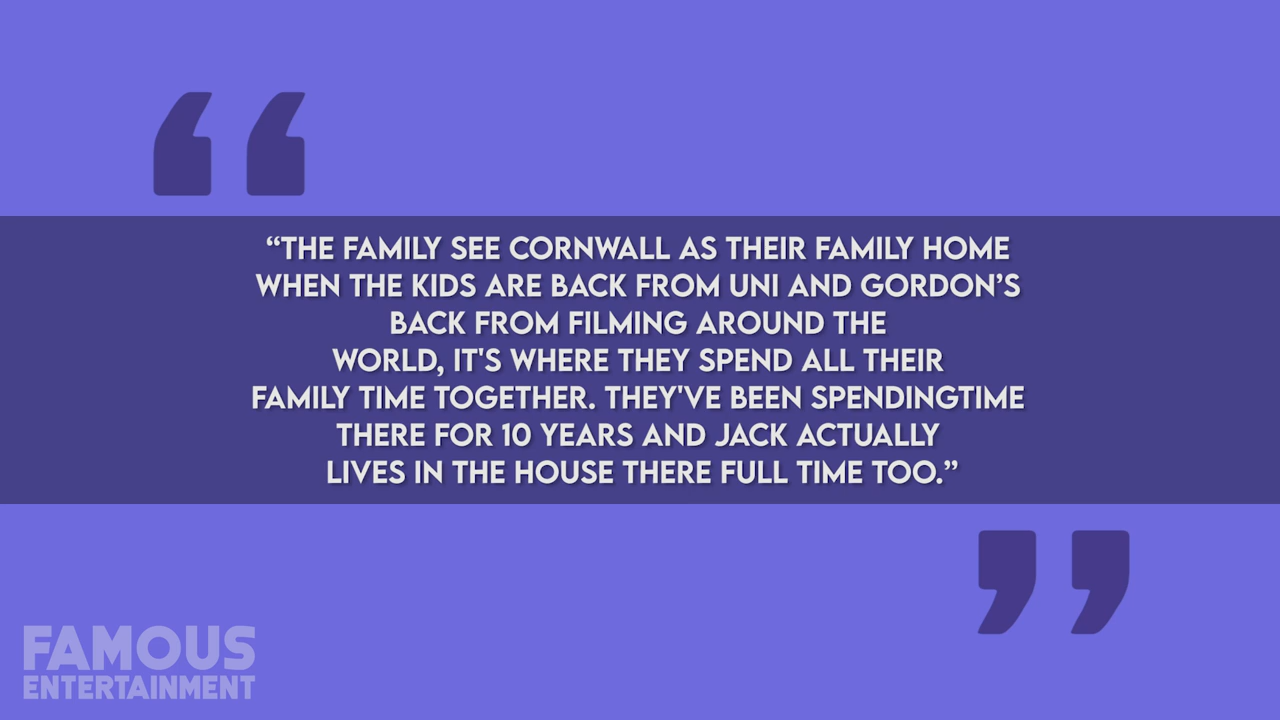 “THE FAMILY SEE CORNWALL AS THEIR FAMILY HOME
WHEN THE KIDS ARE BACK FROM UNI AND GORDON’S
BACK FROM FILMING AROUND THE
WORLD, IT'S WHERE THEY SPEND ALL THEIR
FAMILY TIME TOGETHER. THEY'VE BEEN SPENDINGTIME
THERE FOR 10 YEARS AND JACK ACTUALLY
LIVES IN THE HOUSE THERE FULL TIME TOO.”
FAMOUS
ENTERTAINMENT